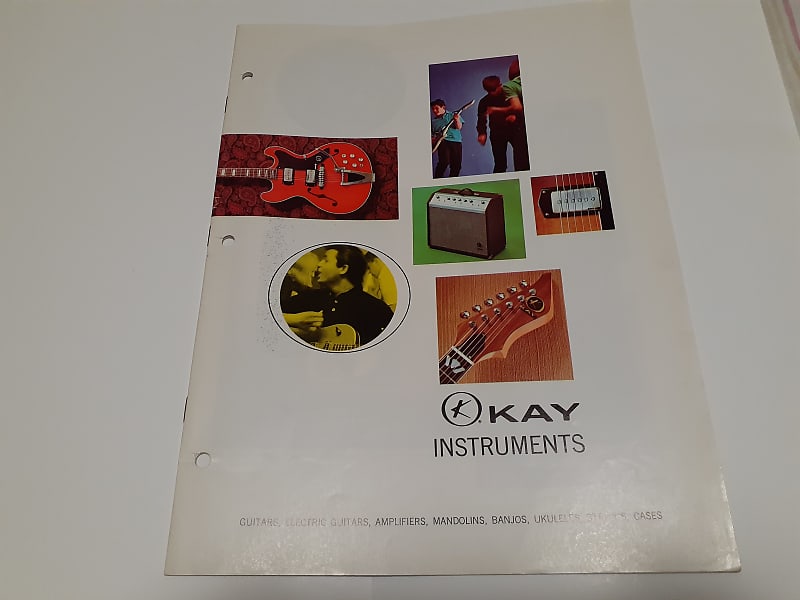 K KAY
INSTRUMENTS
GUITARS, ELECTRIC GUITARS, AMPLIFIERS, MANDOLINS, BANJOS, UKULELES, CASES